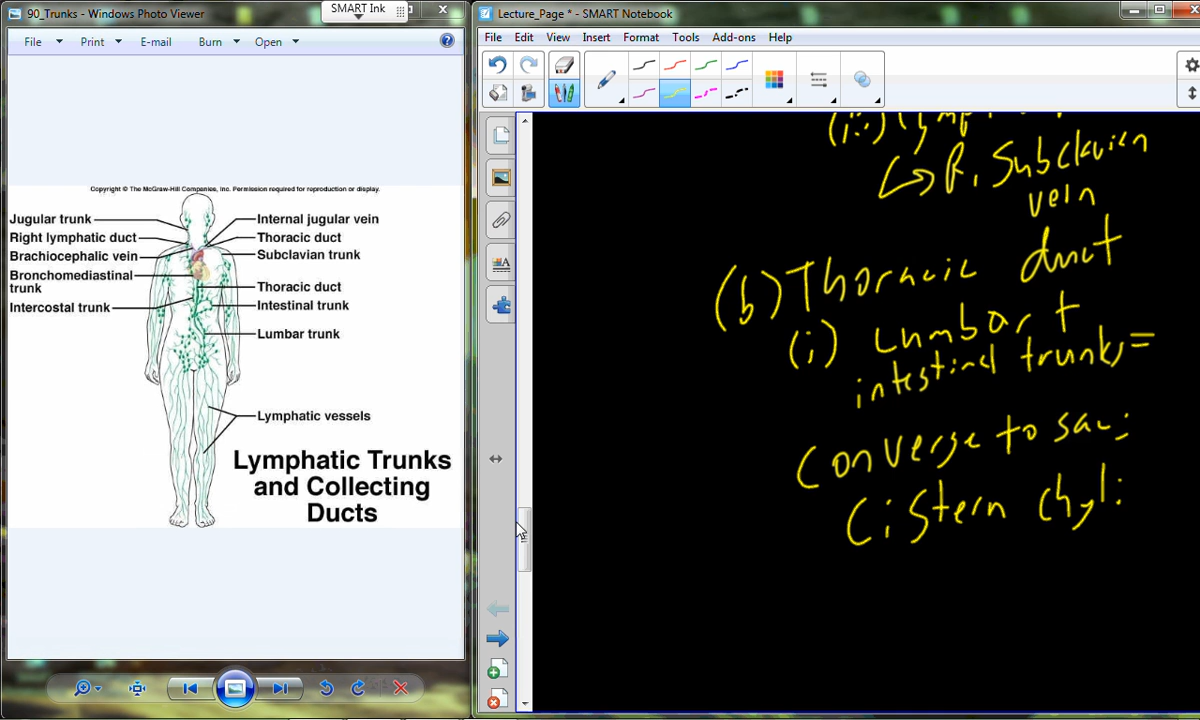 90_Trunks - Windows Photo Viewer
SMART Ink
File Print E-mail Burn Open
Copyright © The McGraw-Hill Companies, Inc. Permission required for reproduction or display.
Jugular trunk
Right lymphatic duct
Brachiocephalic vein
Bronchomediastinal
trunk
Intercostal trunk
Internal jugular vein
Thoracic duct
Subclavian trunk
Thoracic duct
Intestinal trunk
Lumbar trunk
Lymphatic vessels
Lymphatic Trunks
and Collecting
Ducts
Lecture_Page * - SMART Notebook
File Edit View Insert Format Tools Add-ons Help
↳ R. Subclavian
vein
(b) Thoracic duct
(i) Lumbar +
intestinal trunks =
Converge to sac:
Cistern chyli